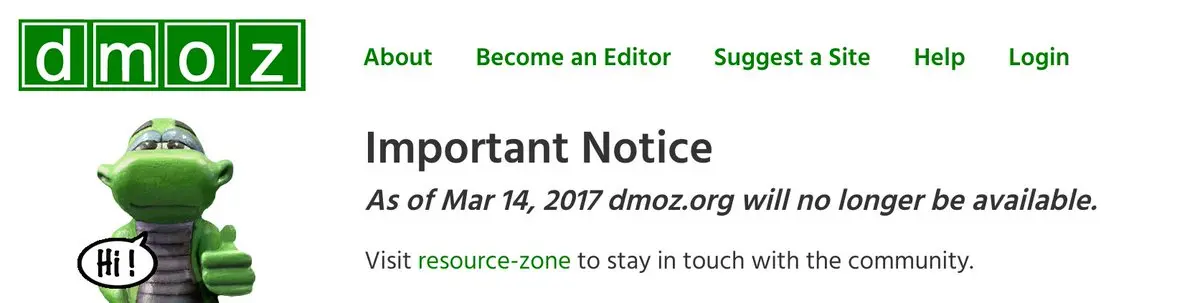 dmoz
About Become an Editor Suggest a Site Help Login
Important Notice
As of Mar 14, 2017 dmoz.org will no longer be available.
Hi !
Visit resource-zone to stay in touch with the community.